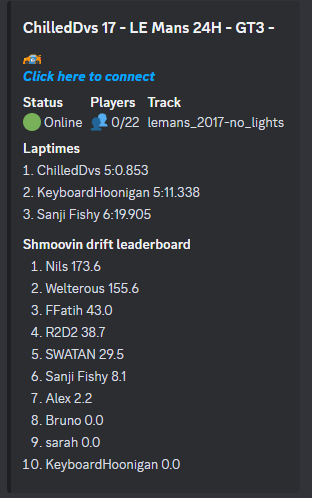 ChilledDvs 17 - LE Mans 24H - GT3 -
Click here to connect
Status Players Track
Online 0/22 lemans_2017-no_lights
Laptimes
1. ChilledDvs 5:0.853
2. KeyboardHoonigan 5:11.338
3. Sanji Fishy 6:19.905
Shmoovin drift leaderboard
1. Nils 173.6
2. Welterous 155.6
3. FFatih 43.0
4. R2D2 38.7
5. SWATAN 29.5
6. Sanji Fishy 8.1
7. Alex 2.2
8. Bruno 0.0
9. sarah 0.0
10. KeyboardHoonigan 0.0